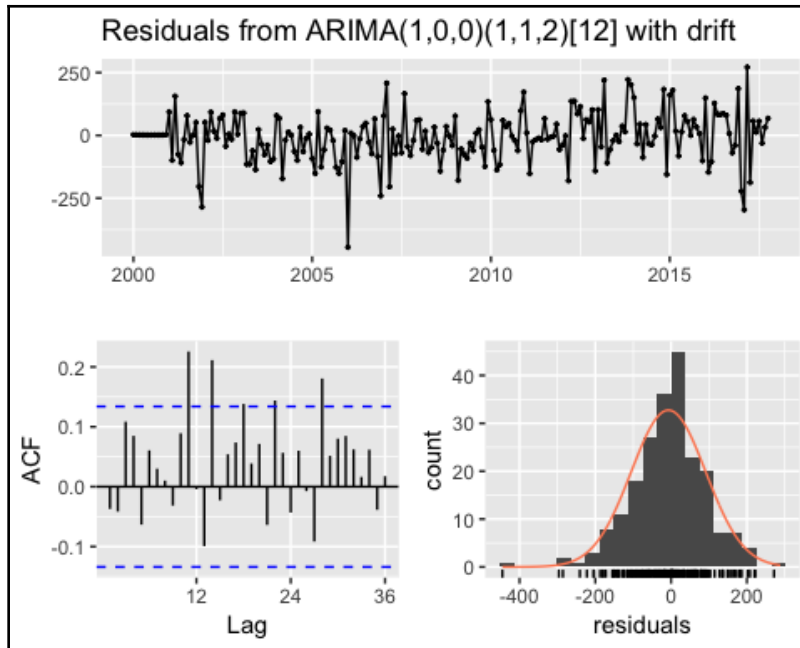 Residuals from ARIMA(1,0,0)(1,1,2)[12] with drift
250
0
-250
2000 2005 2010 2015
0.2
0.1
0.0
-0.1
ACF
12 24 36
Lag
40
30
20
10
0
count
-400 -200 0 200
residuals